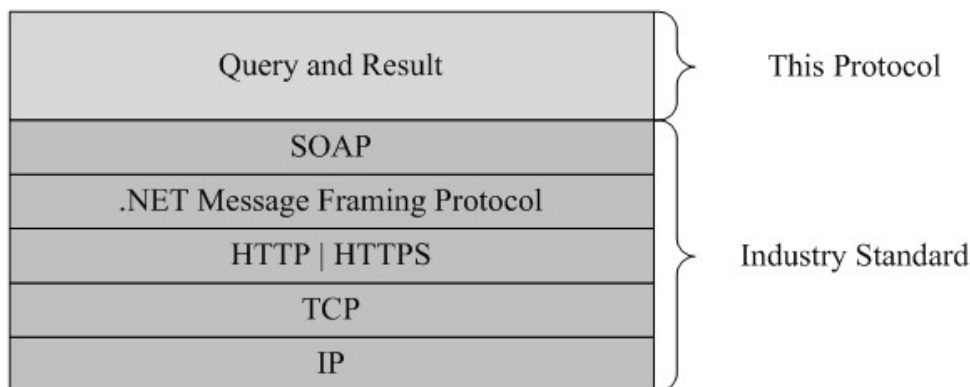 Query and Result
This Protocol
SOAP
.NET Message Framing Protocol
HTTP | HTTPS
Industry Standard
TCP
IP